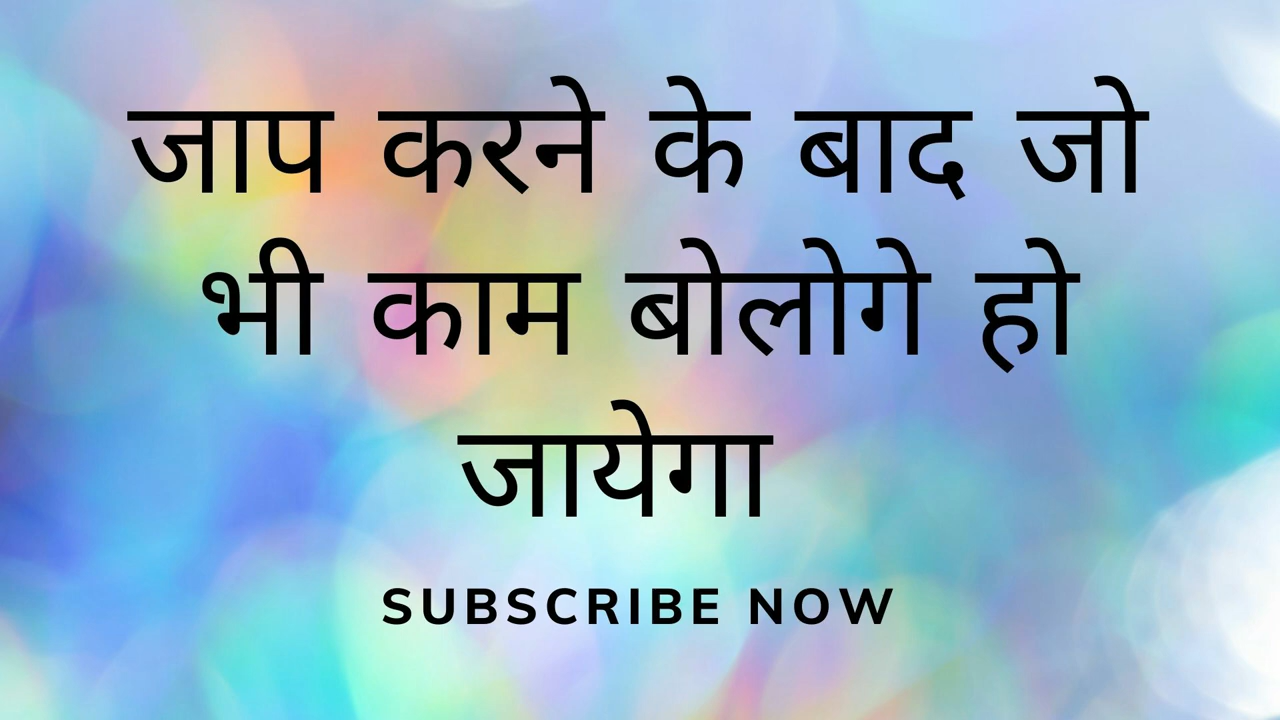 जाप करने के बाद जो
भी काम बोलोगे हो
जायेगा
SUBSCRIBE NOW